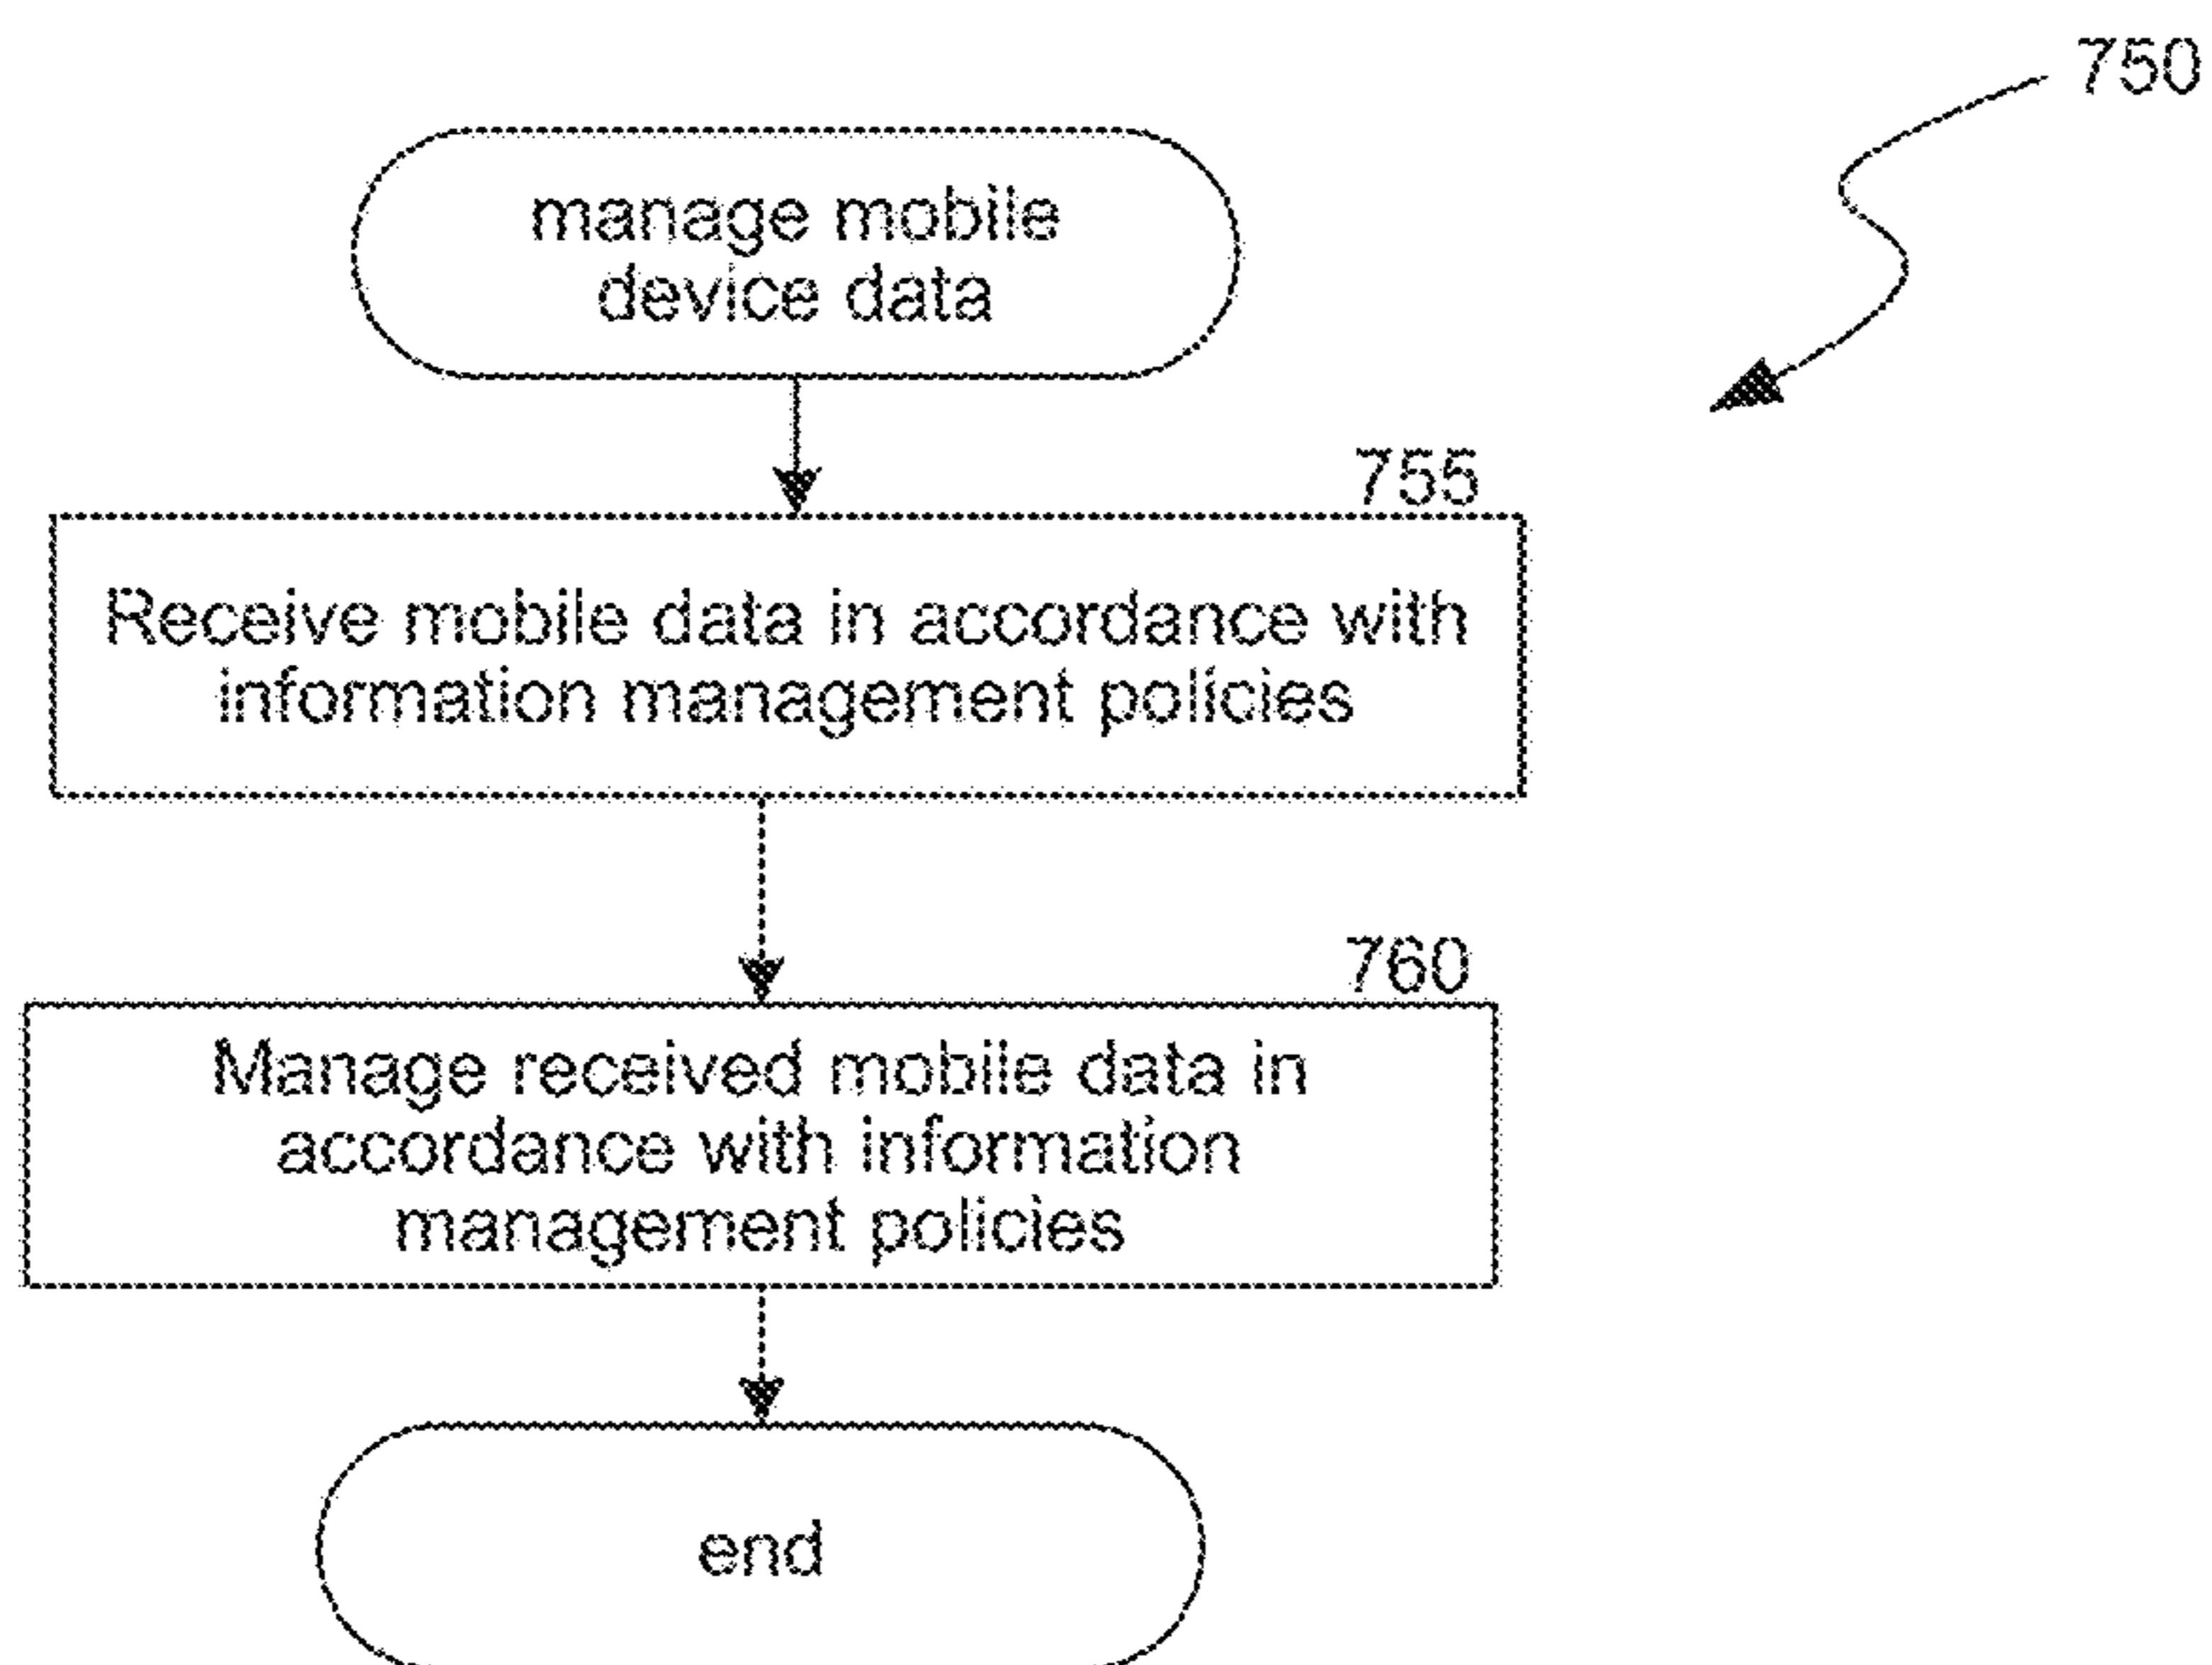 750
manage mobile
device data
755
Receive mobile data in accordance with
information management policies
760
Manage received mobile data in
accordance with information
management policies
end